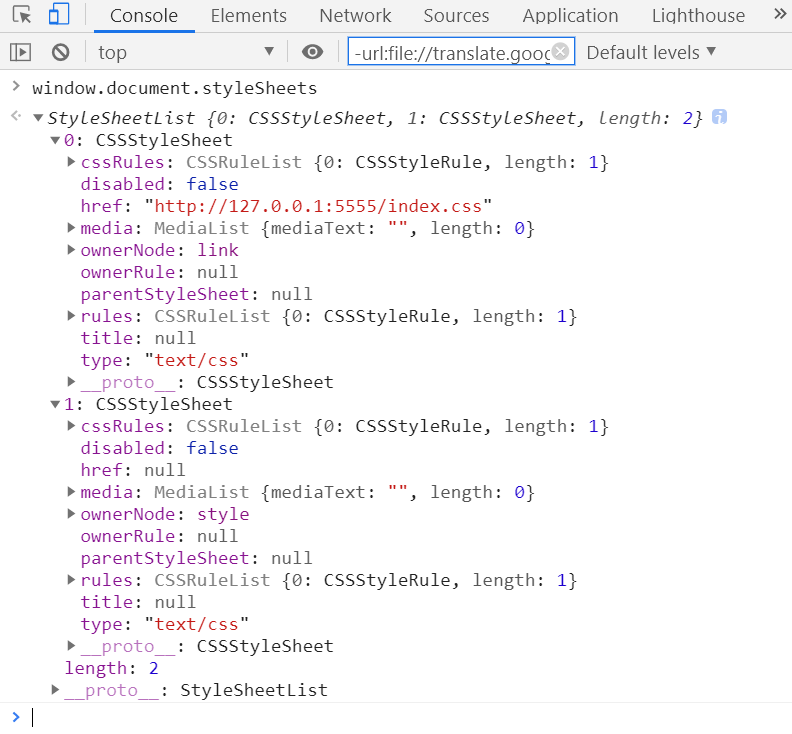 Console Elements Network Sources Application Lighthouse »
top -url:file://translate.goog Default levels ▼
> window.document.styleSheets
StyleSheetList {0: CSSStyleSheet, 1: CSSStyleSheet, length: 2} i
▼0: CSSStyleSheet
▶cssRules: CSSRuleList {0: CSSStyleRule, length: 1}
disabled: false
href: "http://127.0.0.1:5555/index.css"
▶media: MediaList {mediaText: "", length: 0}
▶ownerNode: link
ownerRule: null
parentStyleSheet: null
▶rules: CSSRuleList {0: CSSStyleRule, length: 1}
title: null
type: "text/css"
▶__proto__: CSSStyleSheet
▼1: CSSStyleSheet
▶cssRules: CSSRuleList {0: CSSStyleRule, length: 1}
disabled: false
href: null
▶media: MediaList {mediaText: "", length: 0}
▶ownerNode: style
ownerRule: null
parentStyleSheet: null
▶rules: CSSRuleList {0: CSSStyleRule, length: 1}
title: null
type: "text/css"
▶__proto__: CSSStyleSheet
length: 2
▶__proto__: StyleSheetList
>